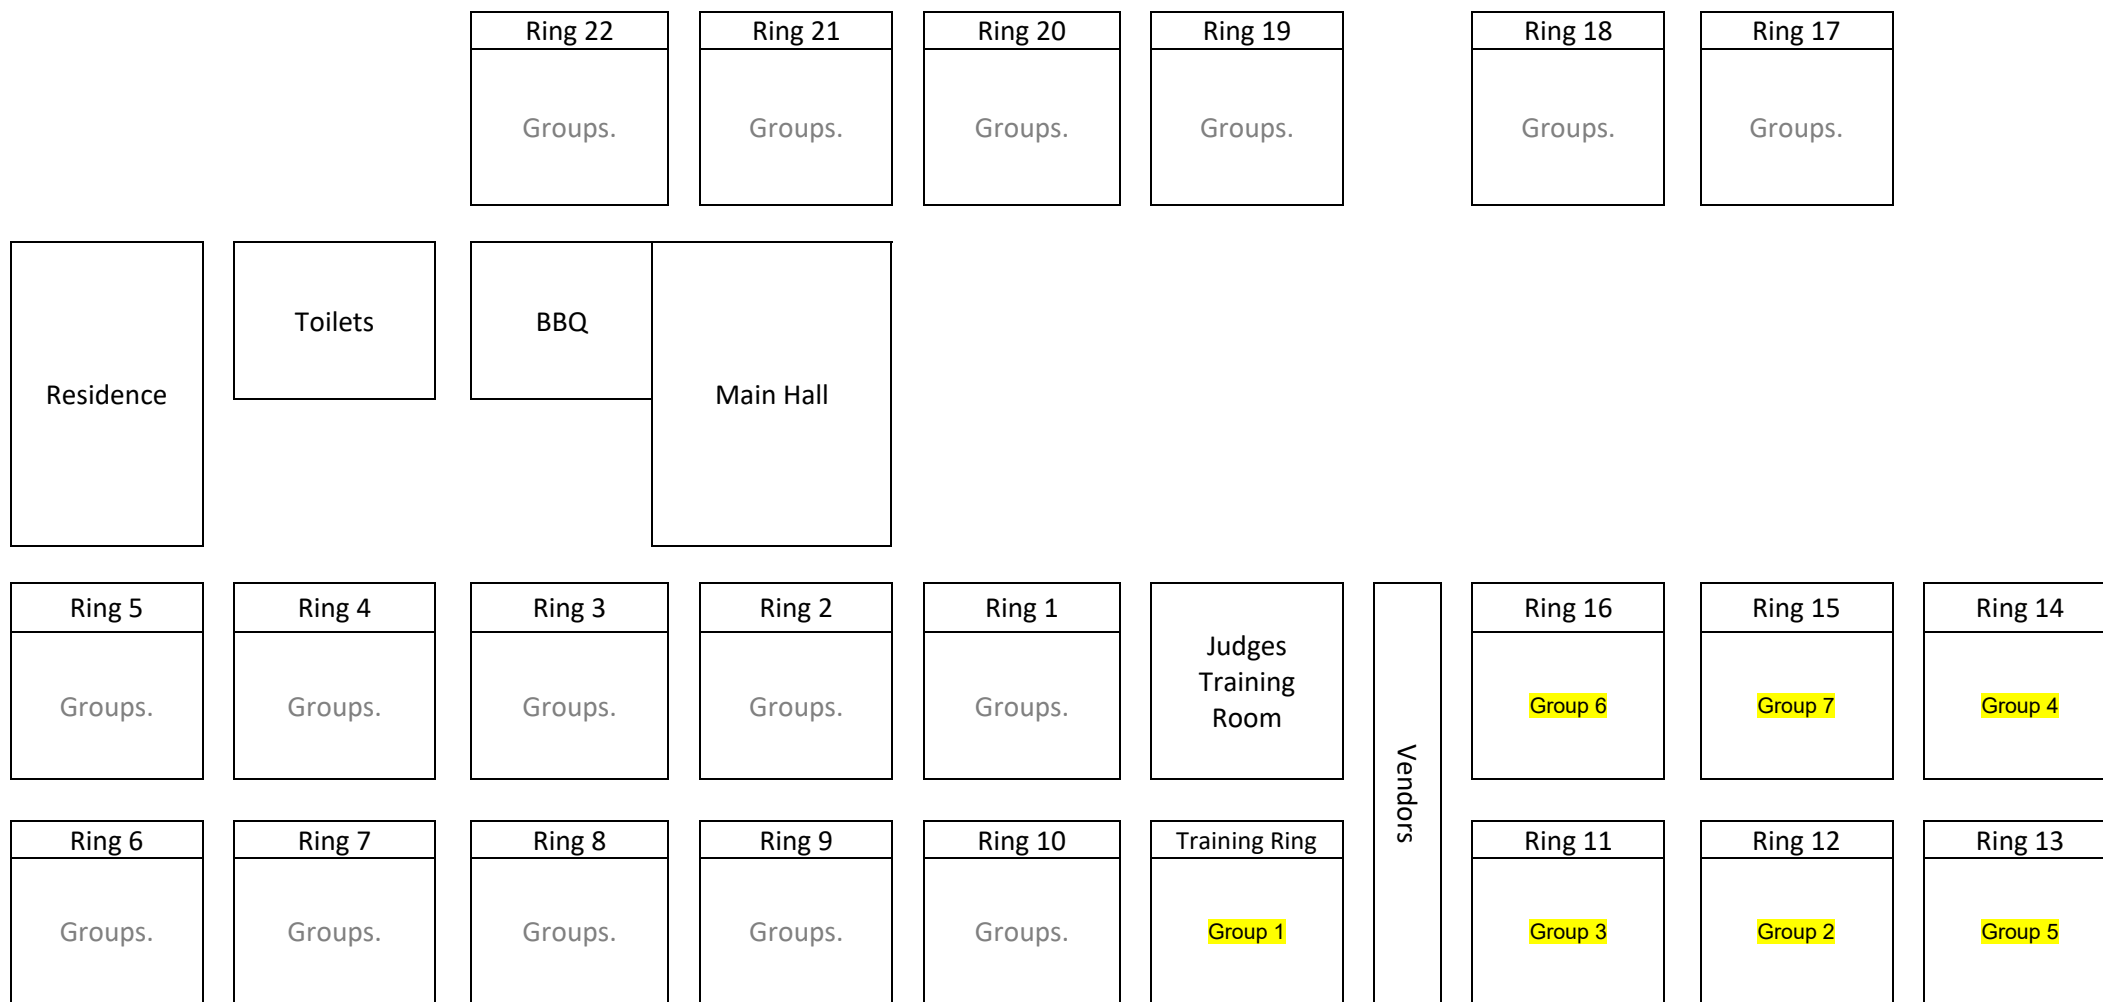 Ring 22
Ring 21
Ring 20
Ring 19
Ring 18
Ring 17
Groups.
Groups.
Groups.
Groups.
Groups.
Groups.
Residence
Toilets
BBQ
Main Hall
Ring 5
Ring 4
Ring 3
Ring 2
Ring 1
Judges
Training
Room
Vendors
Ring 16
Ring 15
Ring 14
Groups.
Groups.
Groups.
Groups.
Groups.
Group 6
Group 7
Group 4
Ring 6
Ring 7
Ring 8
Ring 9
Ring 10
Training Ring
Ring 11
Ring 12
Ring 13
Groups.
Groups.
Groups.
Groups.
Groups.
Group 1
Group 3
Group 2
Group 5